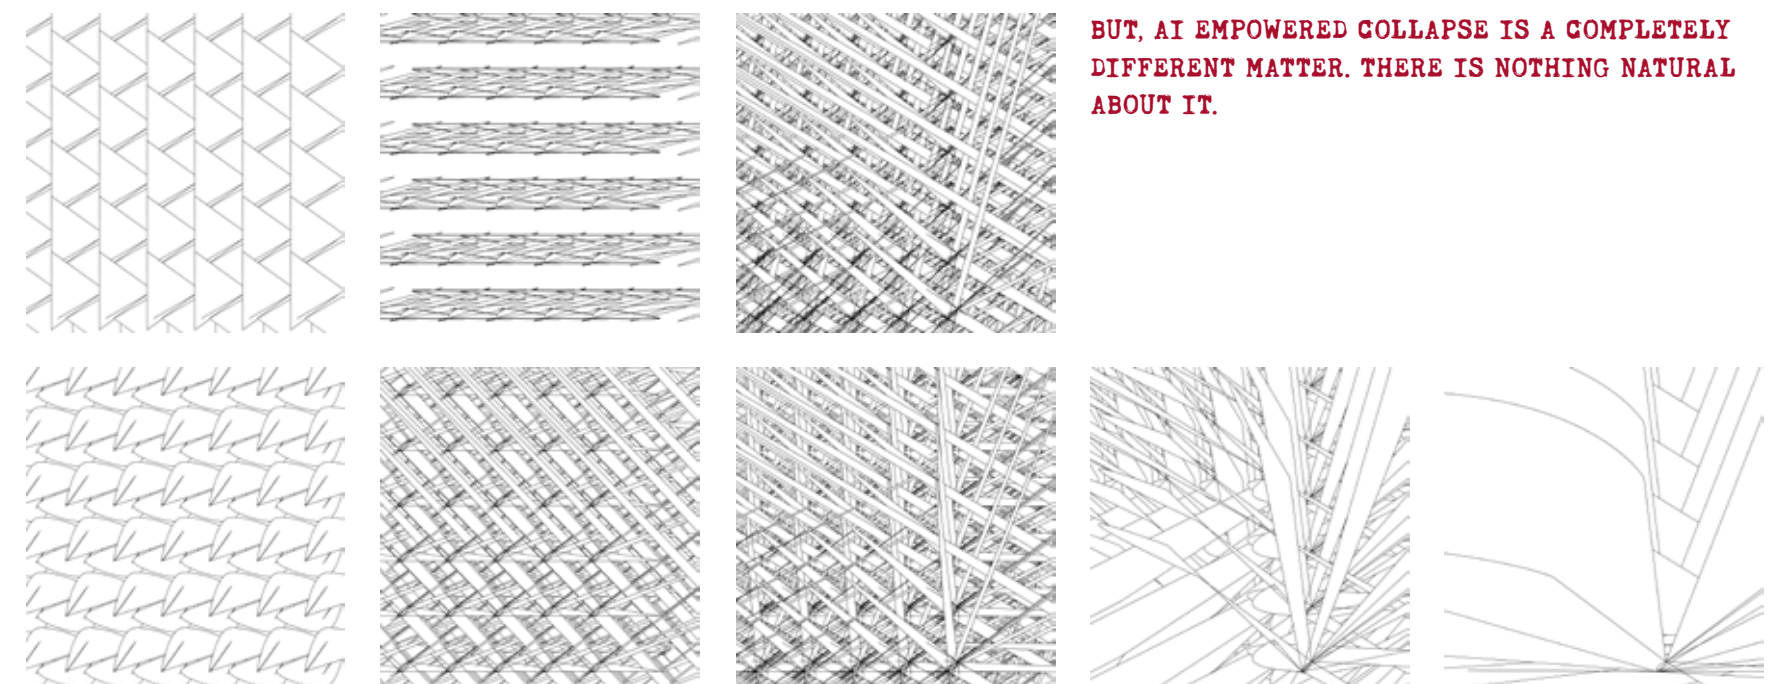 BUT, AI EMPOWERED COLLAPSE IS A COMPLETELY
DIFFERENT MATTER. THERE IS NOTHING NATURAL
ABOUT IT.